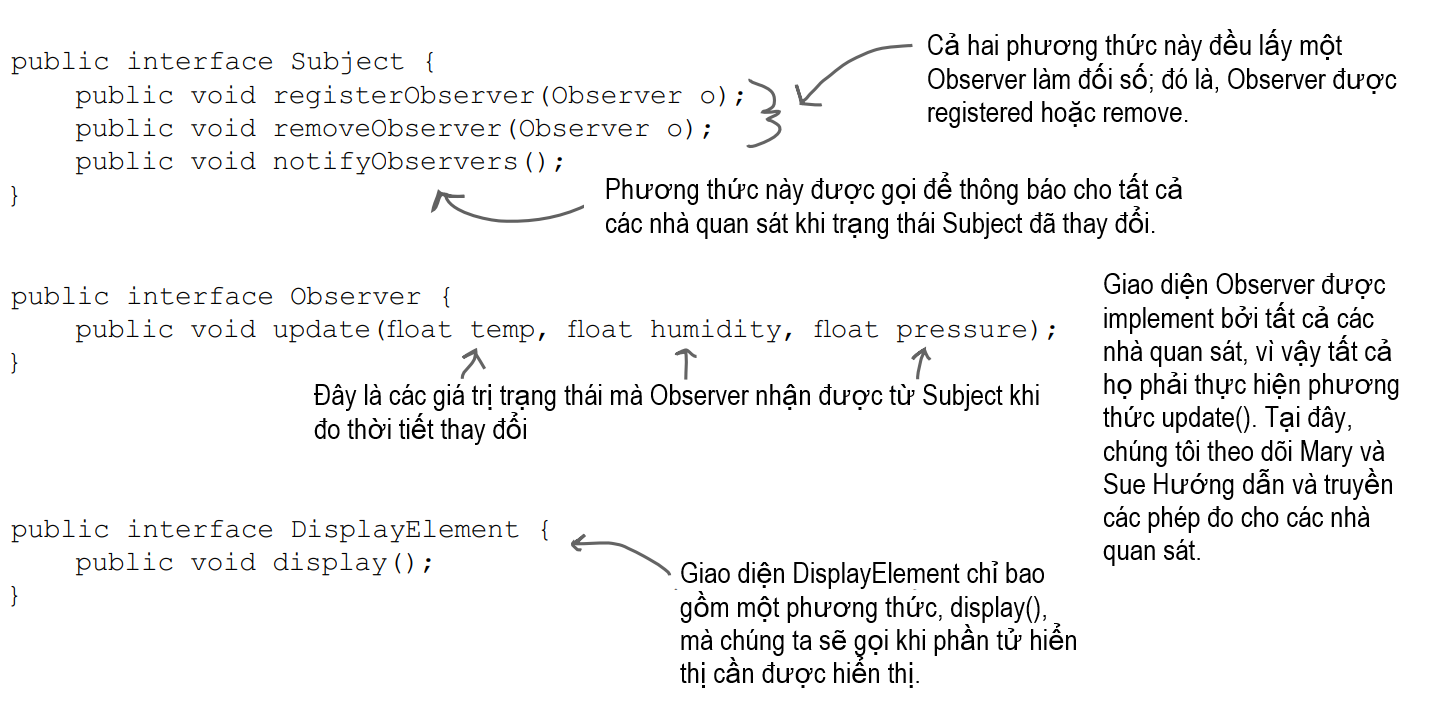 public interface Subject {
public void registerObserver(Observer o);
public void removeObserver(Observer o);
public void notifyObservers();
}
Cả hai phương thức này đều lấy một
Observer làm đối số; đó là, Observer được
registered hoặc remove.
Phương thức này được gọi để thông báo cho tất cả
các nhà quan sát khi trạng thái Subject đã thay đổi.
public interface Observer {
public void update(float temp, float humidity, float pressure);
}
Đây là các giá trị trạng thái mà Observer nhận được từ Subject khi
đo thời tiết thay đổi
Giao diện Observer được
implement bởi tất cả các
nhà quan sát, vì vậy tất cả
họ phải thực hiện phương
thức update(). Tại đây,
chúng tôi theo dõi Mary và
Sue Hướng dẫn và truyền
các phép đo cho các nhà
quan sát.
public interface DisplayElement {
public void display();
}
Giao diện DisplayElement chỉ bao
gồm một phương thức, display(),
mà chúng ta sẽ gọi khi phần tử hiển
thị cần được hiển thị.